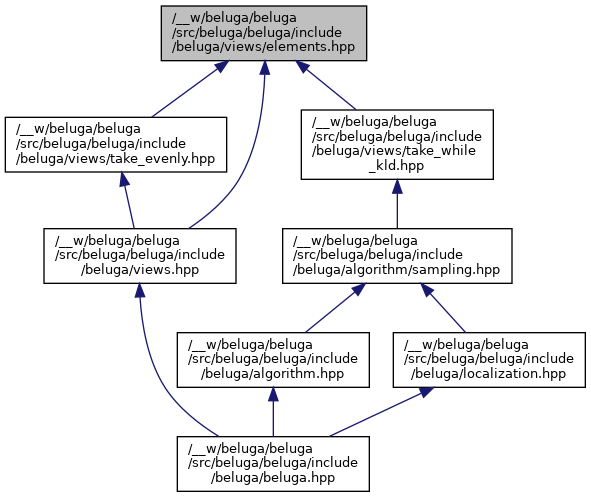 /__w/beluga/beluga
/src/beluga/beluga/include
/beluga/views/elements.hpp
/__w/beluga/beluga
/src/beluga/beluga/include
/beluga/views/take_evenly.hpp
/__w/beluga/beluga
/src/beluga/beluga/include
/beluga/views/take_while
_kld.hpp
/__w/beluga/beluga
/src/beluga/beluga/include
/beluga/views.hpp
/__w/beluga/beluga
/src/beluga/beluga/include
/beluga/algorithm/sampling.hpp
/__w/beluga/beluga
/src/beluga/beluga/include
/beluga/algorithm.hpp
/__w/beluga/beluga
/src/beluga/beluga/include
/beluga/localization.hpp
/__w/beluga/beluga
/src/beluga/beluga/include
/beluga/beluga.hpp